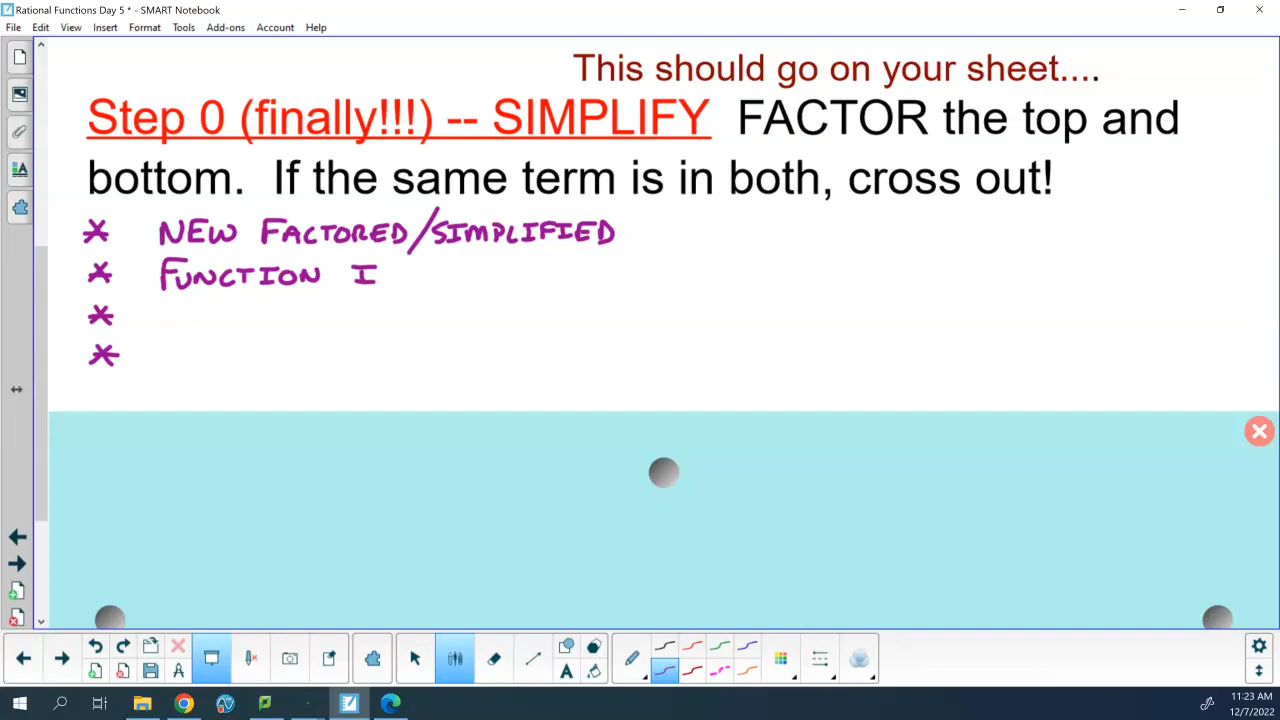 Rational Functions Day 5 * - SMART Notebook
File Edit View Insert Format Tools Add-ons Account Help
This should go on your sheet....
Step 0 (finally!!!) -- SIMPLIFY FACTOR the top and
bottom. If the same term is in both, cross out!
* NEW FACTORED/SIMPLIFIED
* FUNCTION I
*
*
11:23 AM
12/7/2022